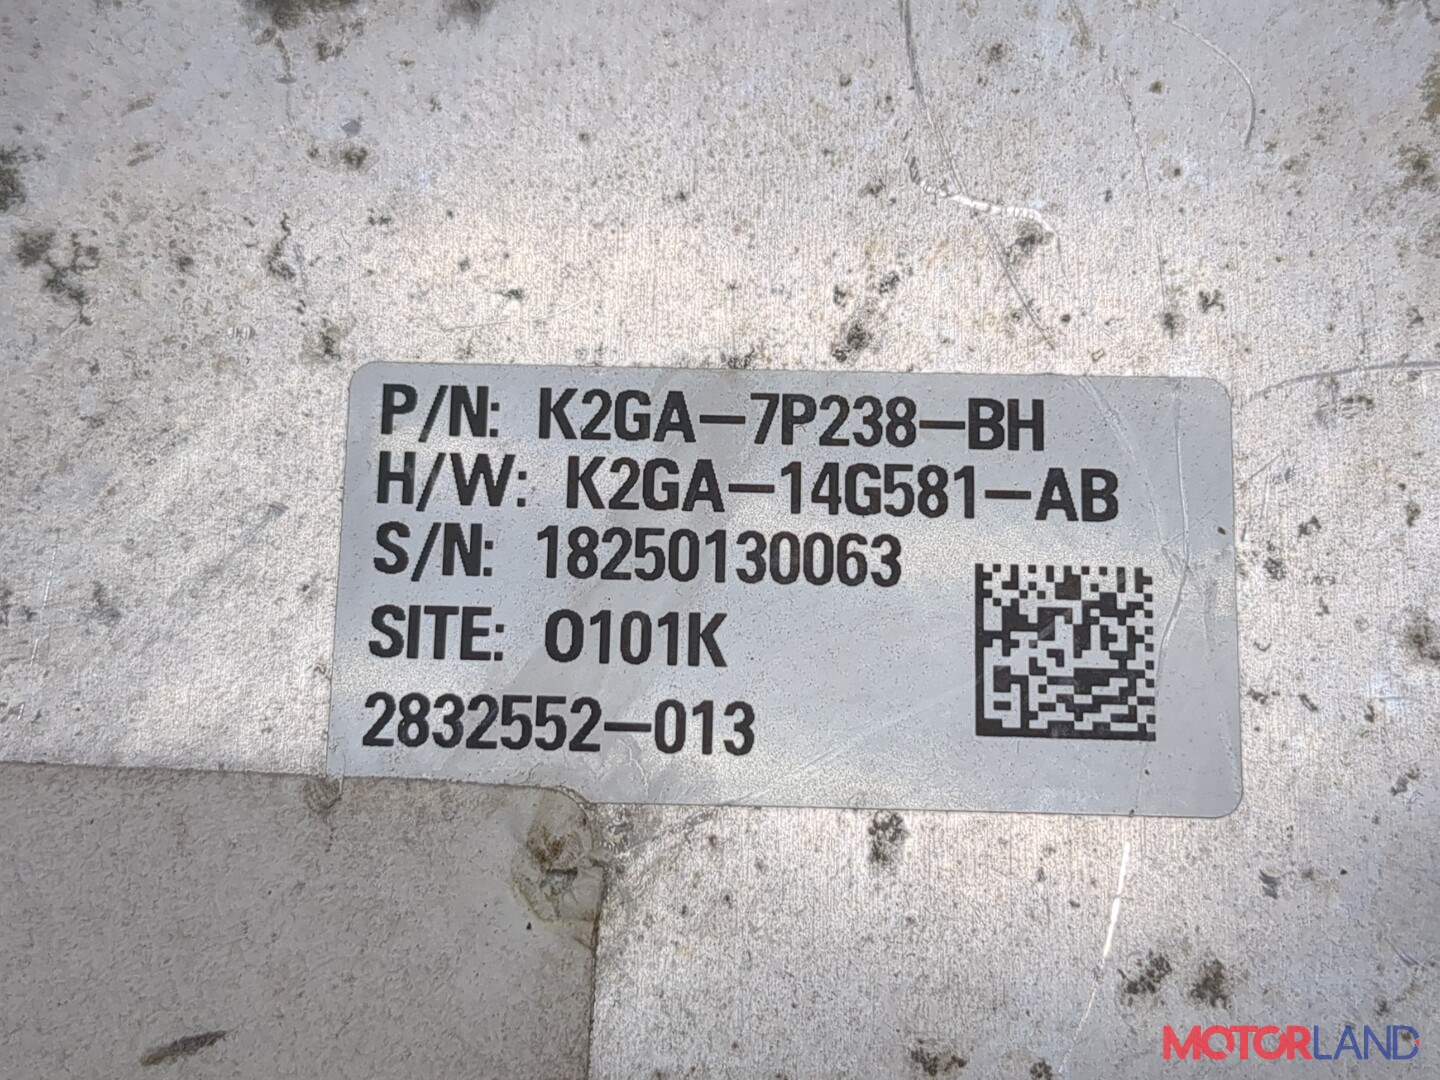 P/N: K2GA-7P238-BH
H/W: K2GA-14G581-AB
S/N: 18250130063
SITE: 0101K
2832552-013
MOTORLAND